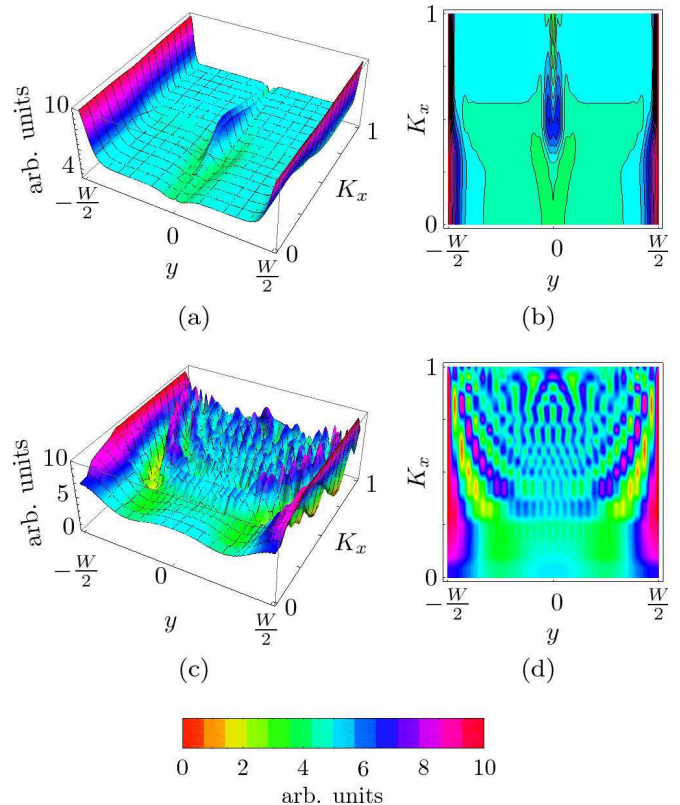 10
4
arb. units
−W/2
0
y
W/2
0
K_x
1
1
K_x
0
−W/2
0
W/2
y
(a)
(b)
10
5
0
arb. units
−W/2
0
y
W/2
0
K_x
1
1
K_x
0
−W/2
0
W/2
y
(c)
(d)
0 2 4 6 8 10
arb. units